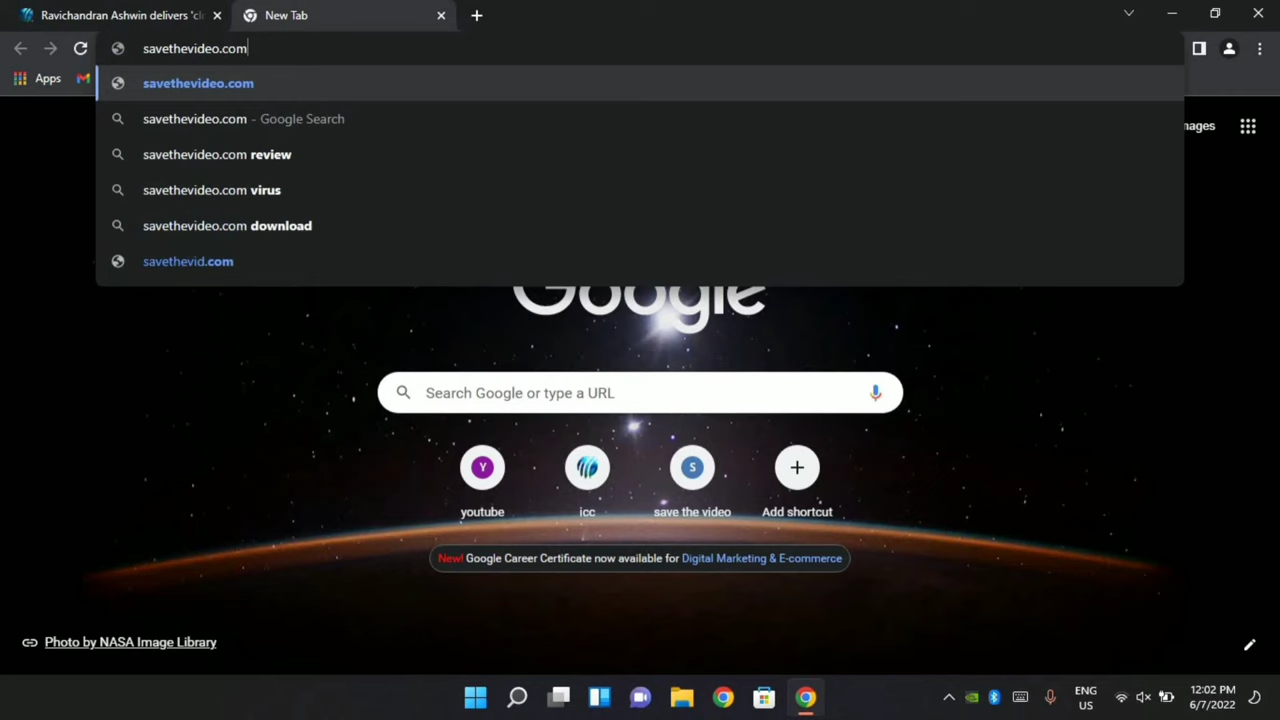 Ravichandran Ashwin delivers 'cl
New Tab
savethevideo.com
Apps
savethevideo.com
savethevideo.com - Google Search
savethevideo.com review
savethevideo.com virus
savethevideo.com download
savethevid.com
mages
Google
Search Google or type a URL
Y
S
youtube
icc
save the video
Add shortcut
New! Google Career Certificate now available for Digital Marketing & E-commerce
Photo by NASA Image Library
ENG
US
12:02 PM
6/7/2022